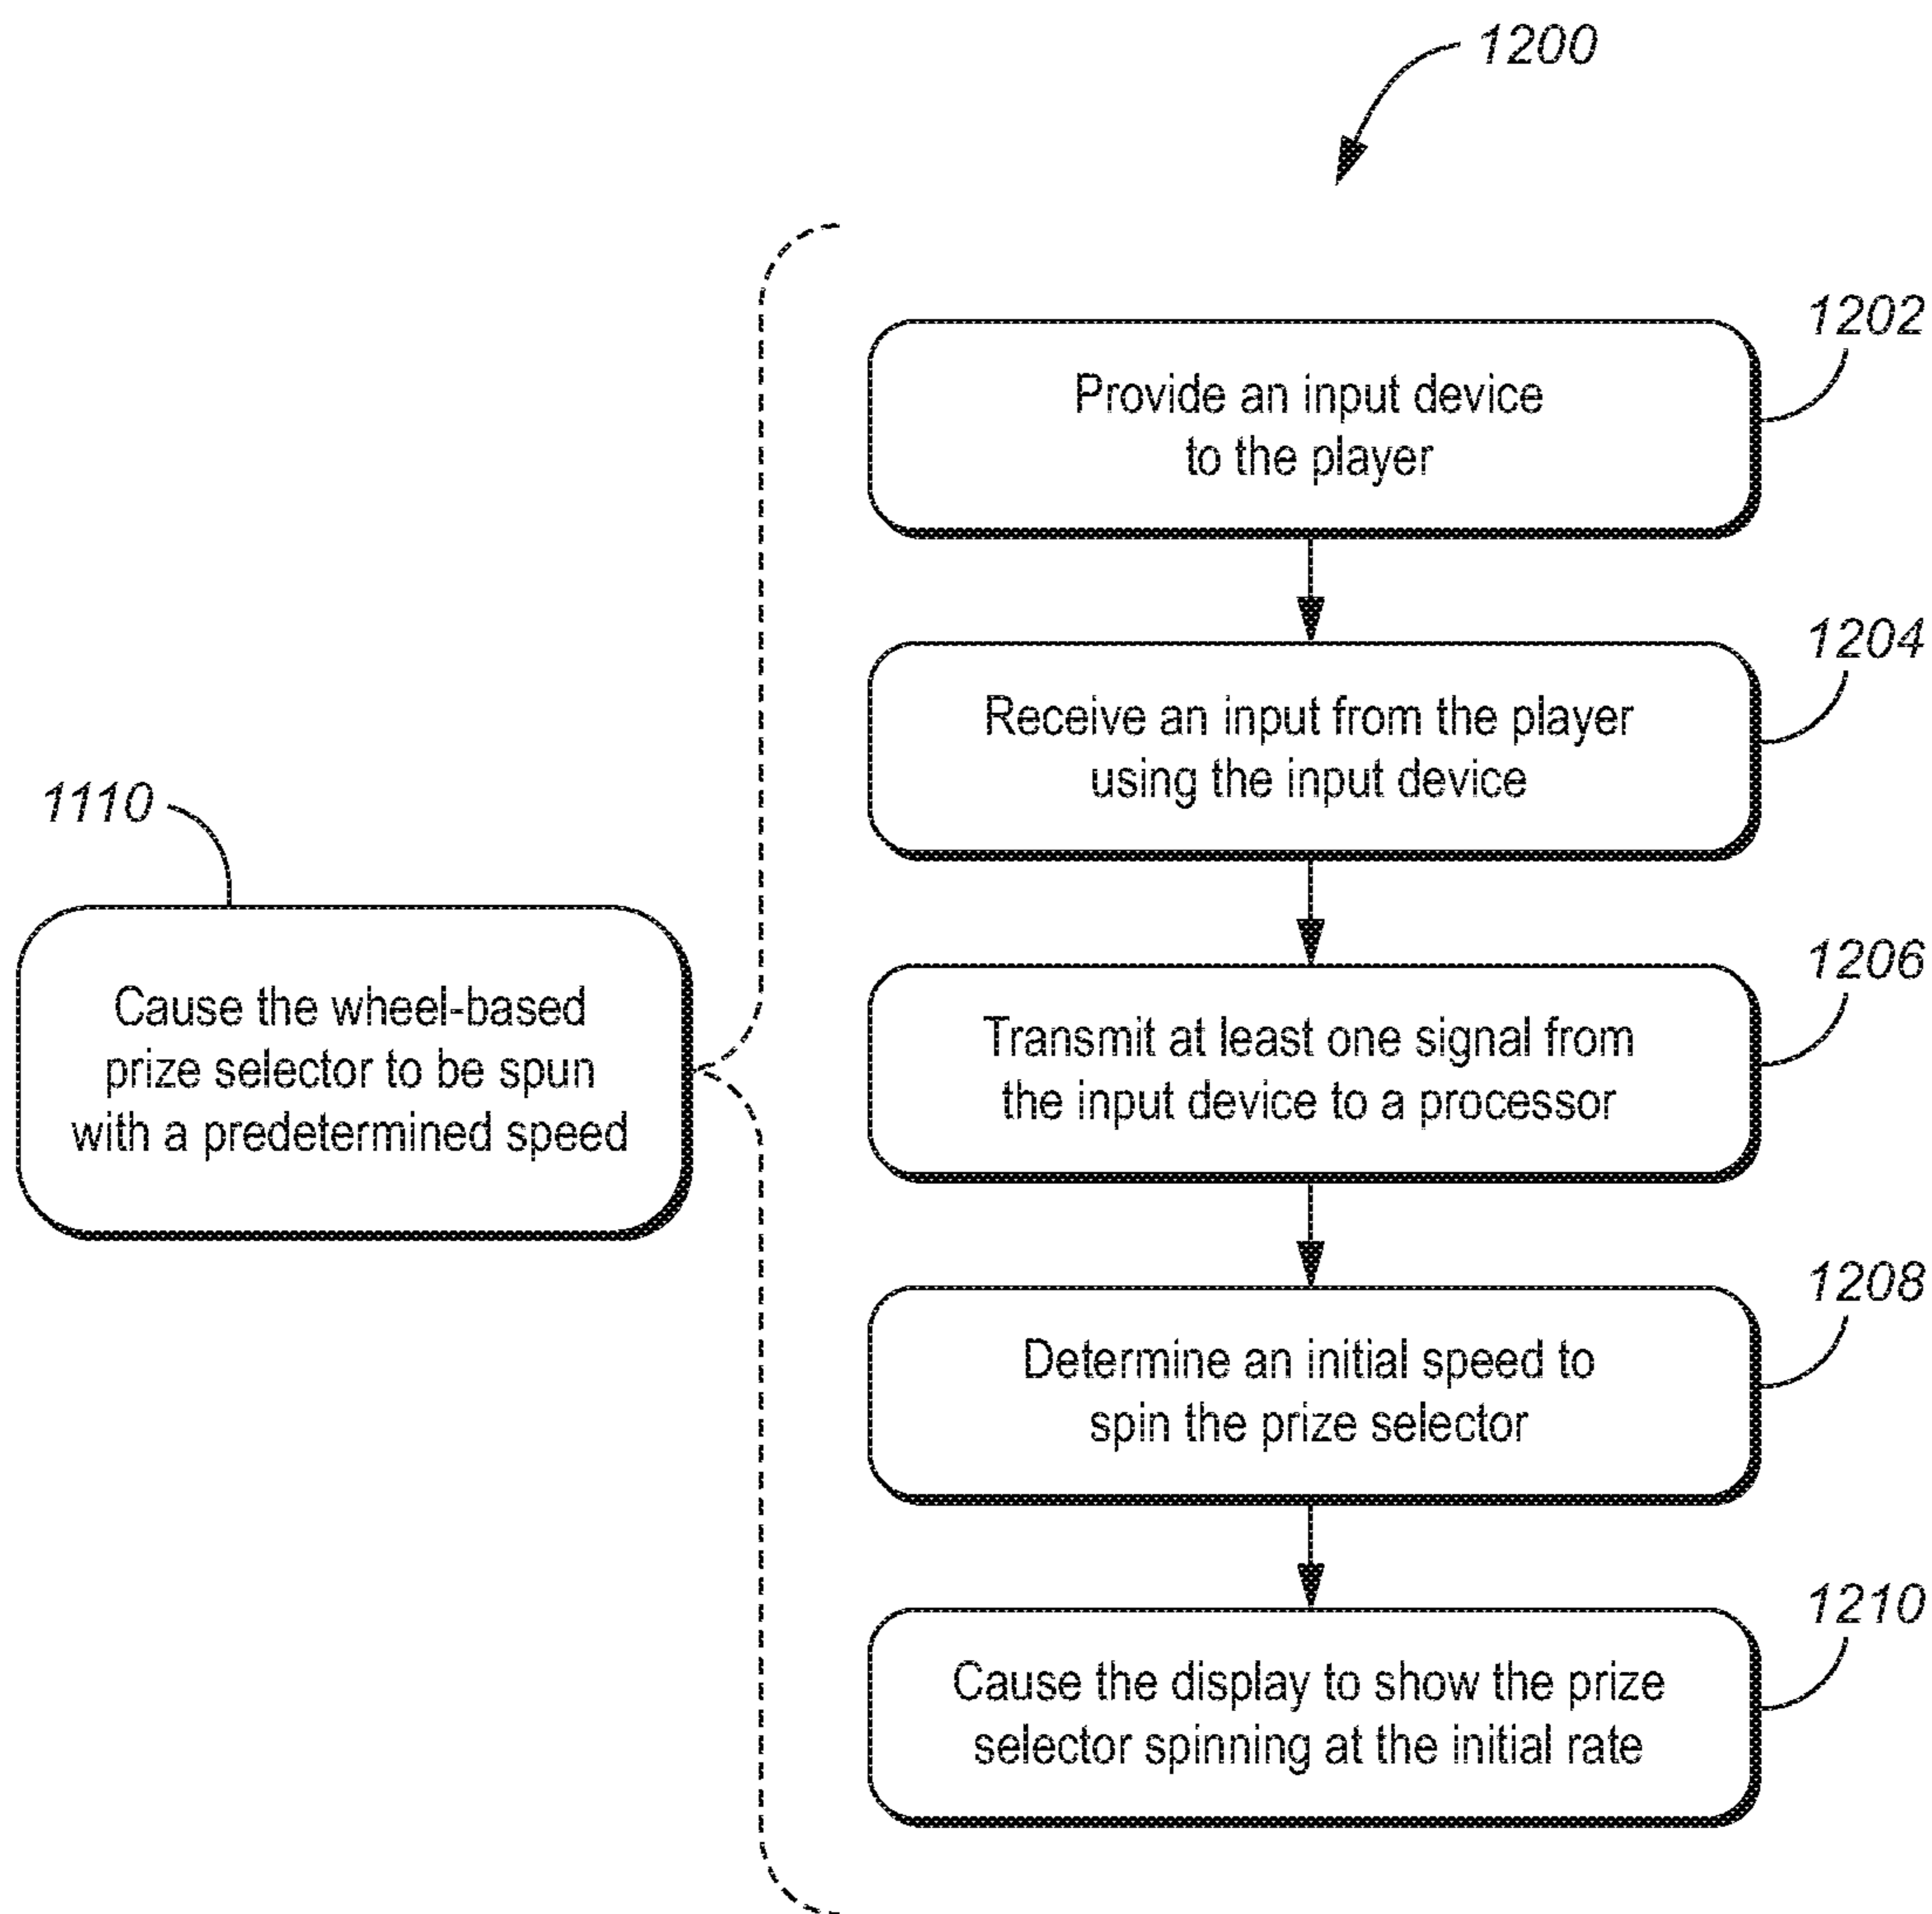 1200
1202
Provide an input device
to the player
1204
Receive an input from the player
using the input device
1110
Cause the wheel-based
prize selector to be spun
with a predetermined speed
1206
Transmit at least one signal from
the input device to a processor
1208
Determine an initial speed to
spin the prize selector
1210
Cause the display to show the prize
selector spinning at the initial rate